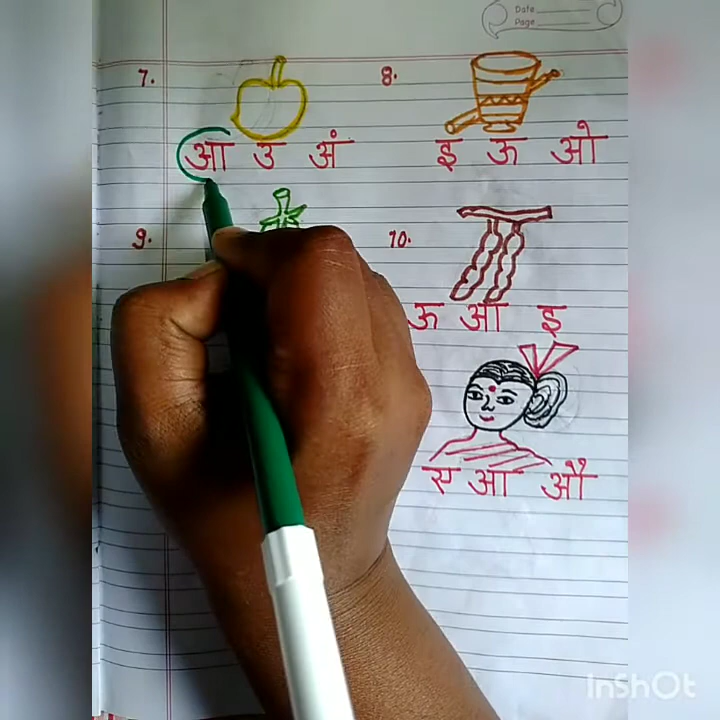 Date
Page
7.
8.
आ उ अं
इ ऊ ओ
9.
10.
ऊ आ इ
ए आ औ
InShOt